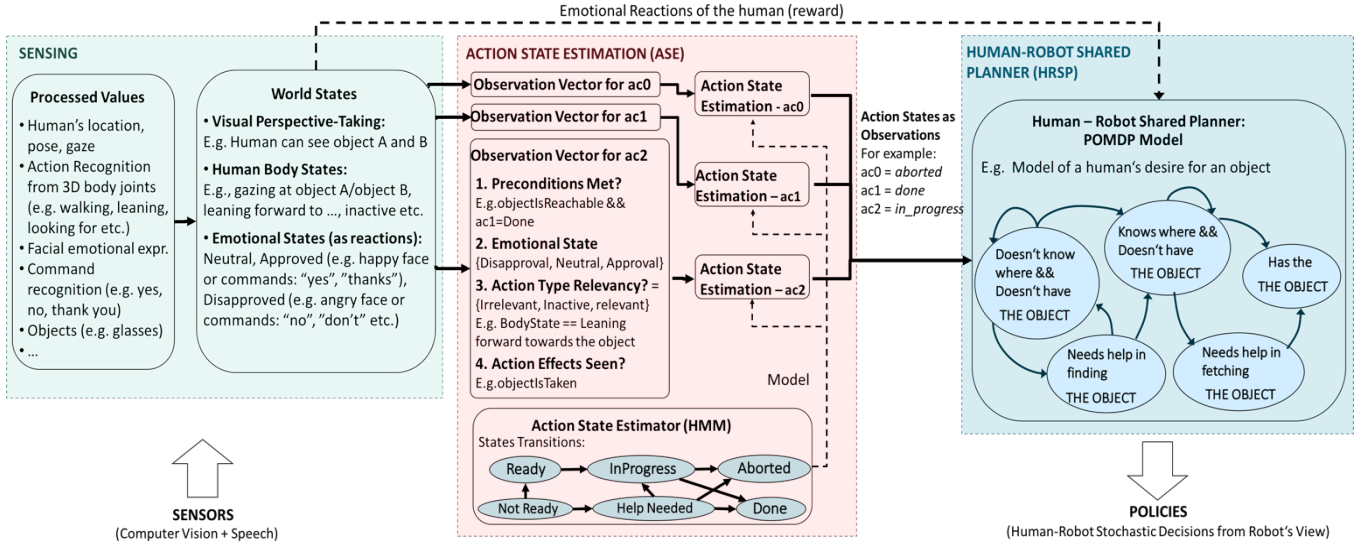 Emotional Reactions of the human (reward)
SENSING
Processed Values
• Human's location,
pose, gaze
• Action Recognition
from 3D body joints
(e.g. walking, leaning,
looking for etc.)
• Facial emotional expr.
• Command
recognition (e.g. yes,
no, thank you)
• Objects (e.g. glasses)
• ...
World States
• Visual Perspective-Taking:
E.g. Human can see object A and B
• Human Body States:
E.g., gazing at object A/object B,
leaning forward to ..., inactive etc.
• Emotional States (as reactions):
Neutral, Approved (e.g. happy face
or commands: "yes", "thanks"),
Disapproved (e.g. angry face or
commands: "no", "don't" etc.)
SENSORS
(Computer Vision + Speech)
ACTION STATE ESTIMATION (ASE)
Observation Vector for ac0
Observation Vector for ac1
Observation Vector for ac2
1. Preconditions Met?
E.g.objectIsReachable &&
ac1=Done
2. Emotional State
{Disapproval, Neutral, Approval}
3. Action Type Relevancy? =
{Irrelevant, Inactive, relevant}
E.g. BodyState == Leaning
forward towards the object
4. Action Effects Seen?
E.g.objectIsTaken
Action State
Estimation - ac0
Action State
Estimation – ac1
Action State
Estimation – ac2
Model
Action State Estimator (HMM)
States Transitions:
Ready
InProgress
Aborted
Not Ready
Help Needed
Done
Action States as
Observations
For example:
ac0 = aborted
ac1 = done
ac2 = in_progress
HUMAN-ROBOT SHARED
PLANNER (HRSP)
Human – Robot Shared Planner:
POMDP Model
E.g. Model of a human's desire for an object
Doesn't know
where &&
Doesn't have
THE OBJECT
Knows where &&
Doesn't have
THE OBJECT
Has the
THE OBJECT
Needs help in
finding
THE OBJECT
Needs help in
fetching
THE OBJECT
POLICIES
(Human-Robot Stochastic Decisions from Robot's View)